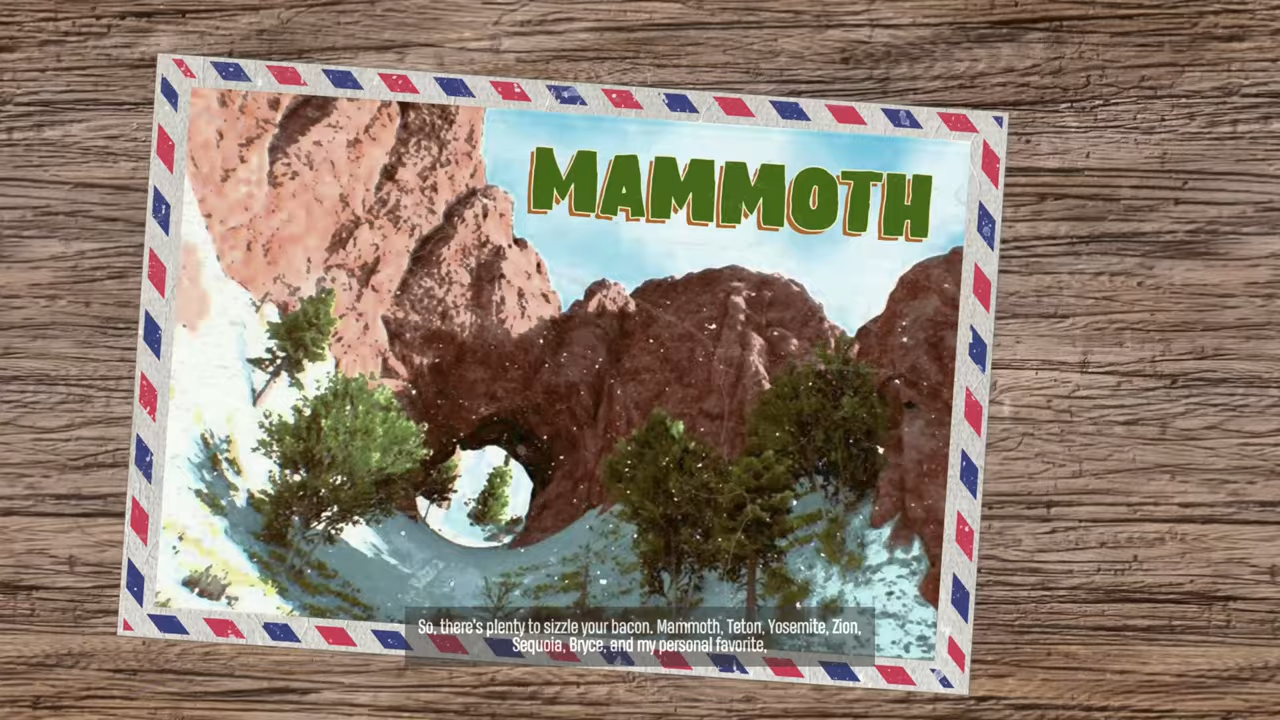 MAMMOTH
So, there's plenty to sizzle your bacon. Mammoth, Teton, Yosemite, Zion,
Sequoia, Bryce, and my personal favorite,